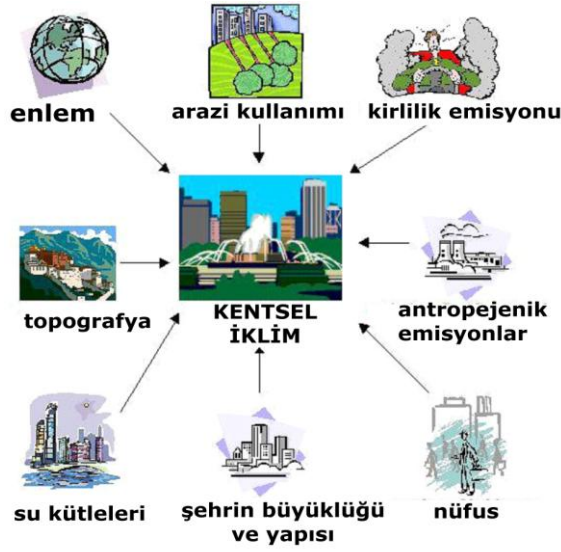 enlem
arazi kullanımı
kirlilik emisyonu
topografya
KENTSEL
İKLİM
antropejenik
emisyonlar
su kütleleri
şehrin büyüklüğü
ve yapısı
nüfus